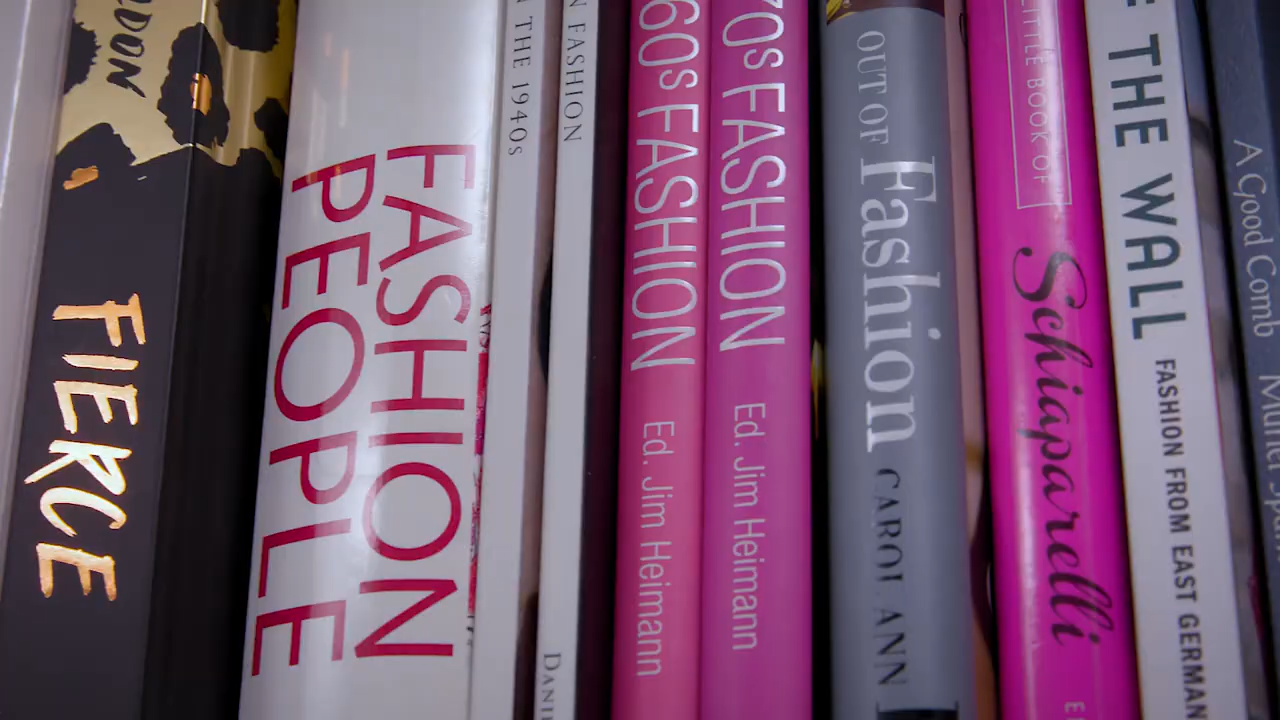 FIERCE
FASHION
PEOPLE
THE 1940s
FASHION
60s FASHION Ed. Jim Heimann
70s FASHION Ed. Jim Heimann
OUT OF Fashion CAROL ANN
LITTLE BOOK OF Schiaparelli
THE WALL FASHION FROM EAST GERMAN
A Good Comb Muriel